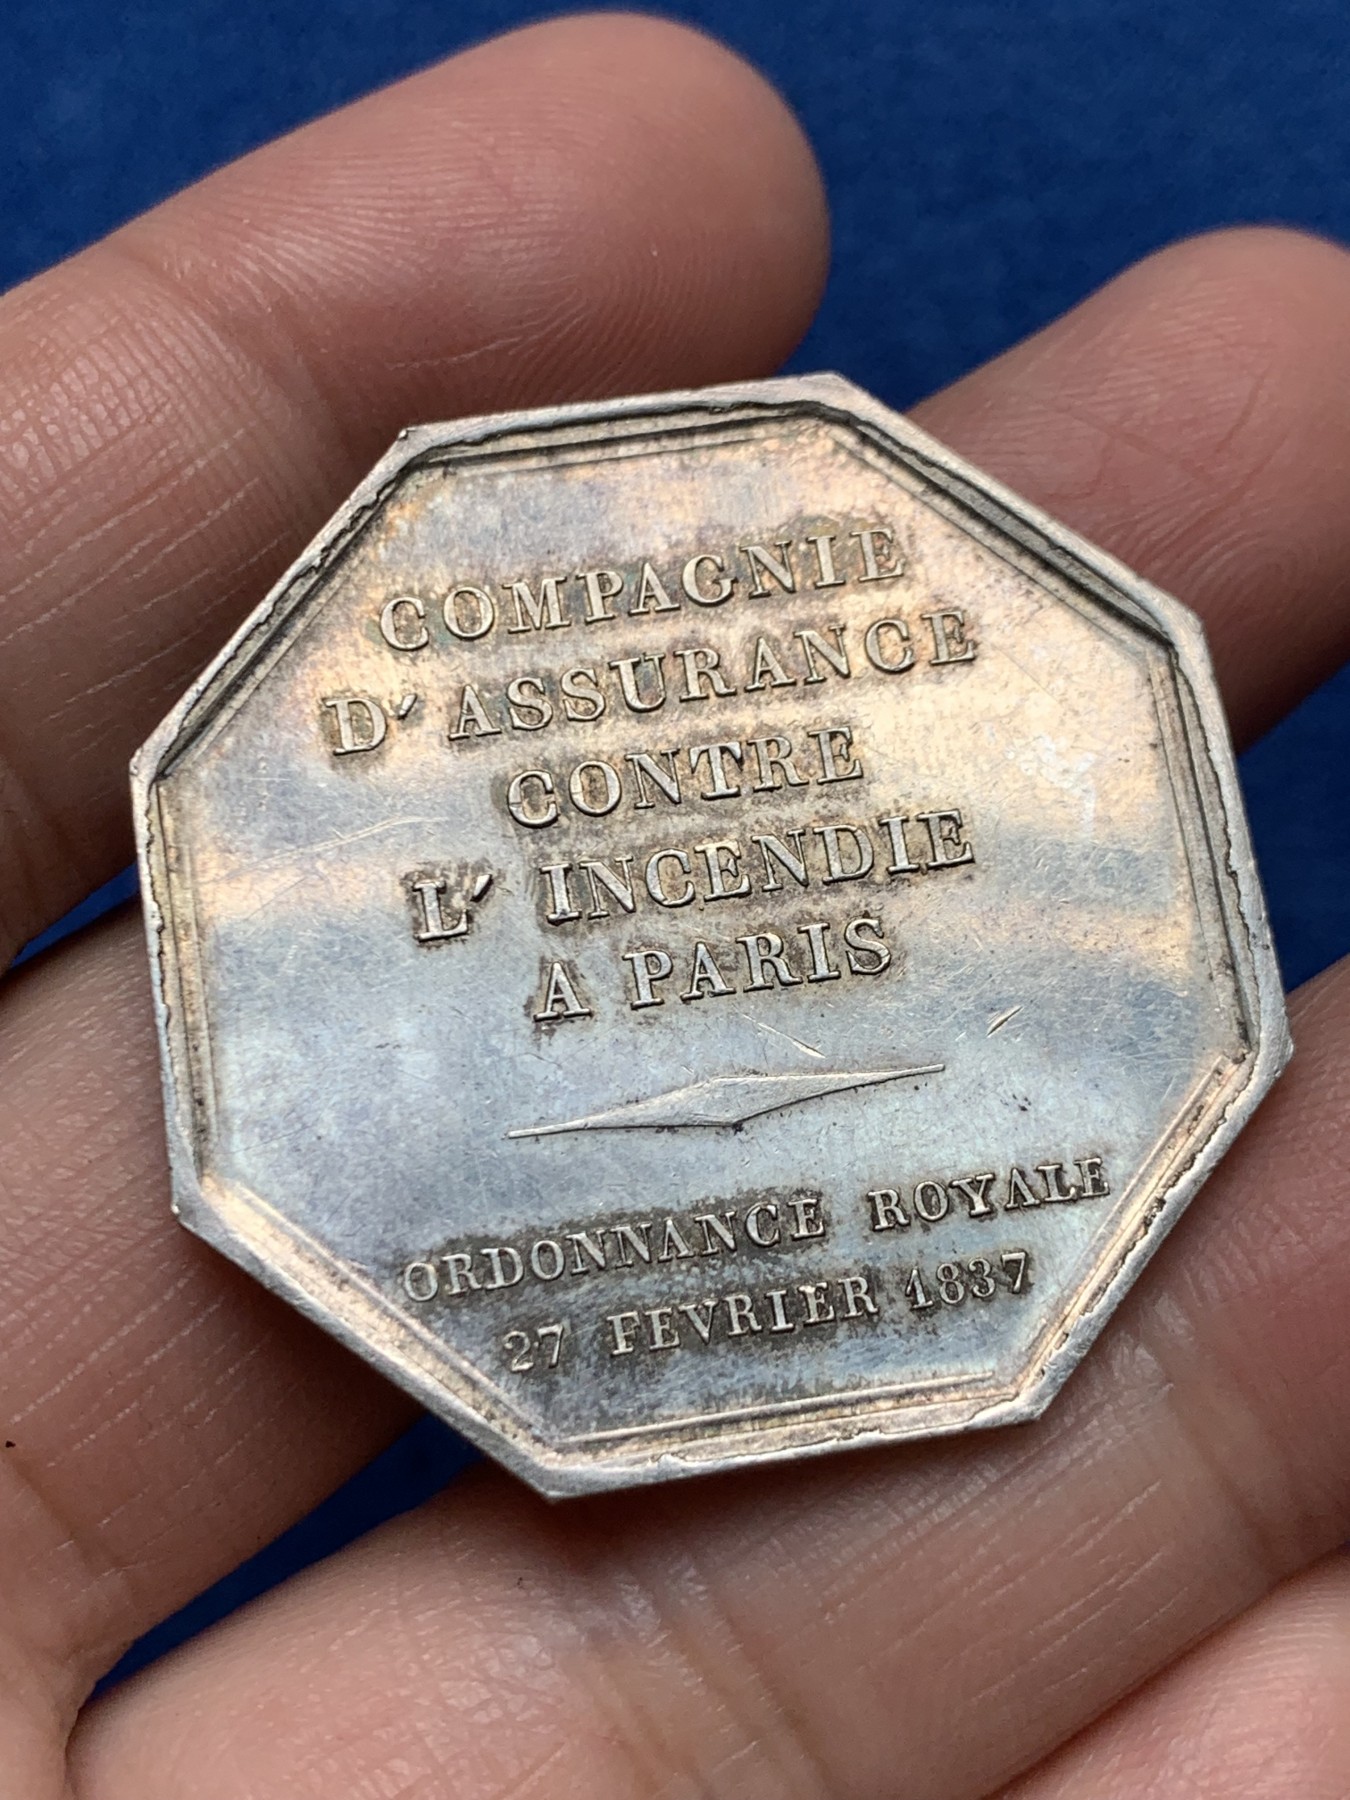 COMPAGNIE
D'ASSURANCE
CONTRE
L'INCENDIE
A PARIS
ORDONNANCE ROYALE
27 FEVRIER 1837